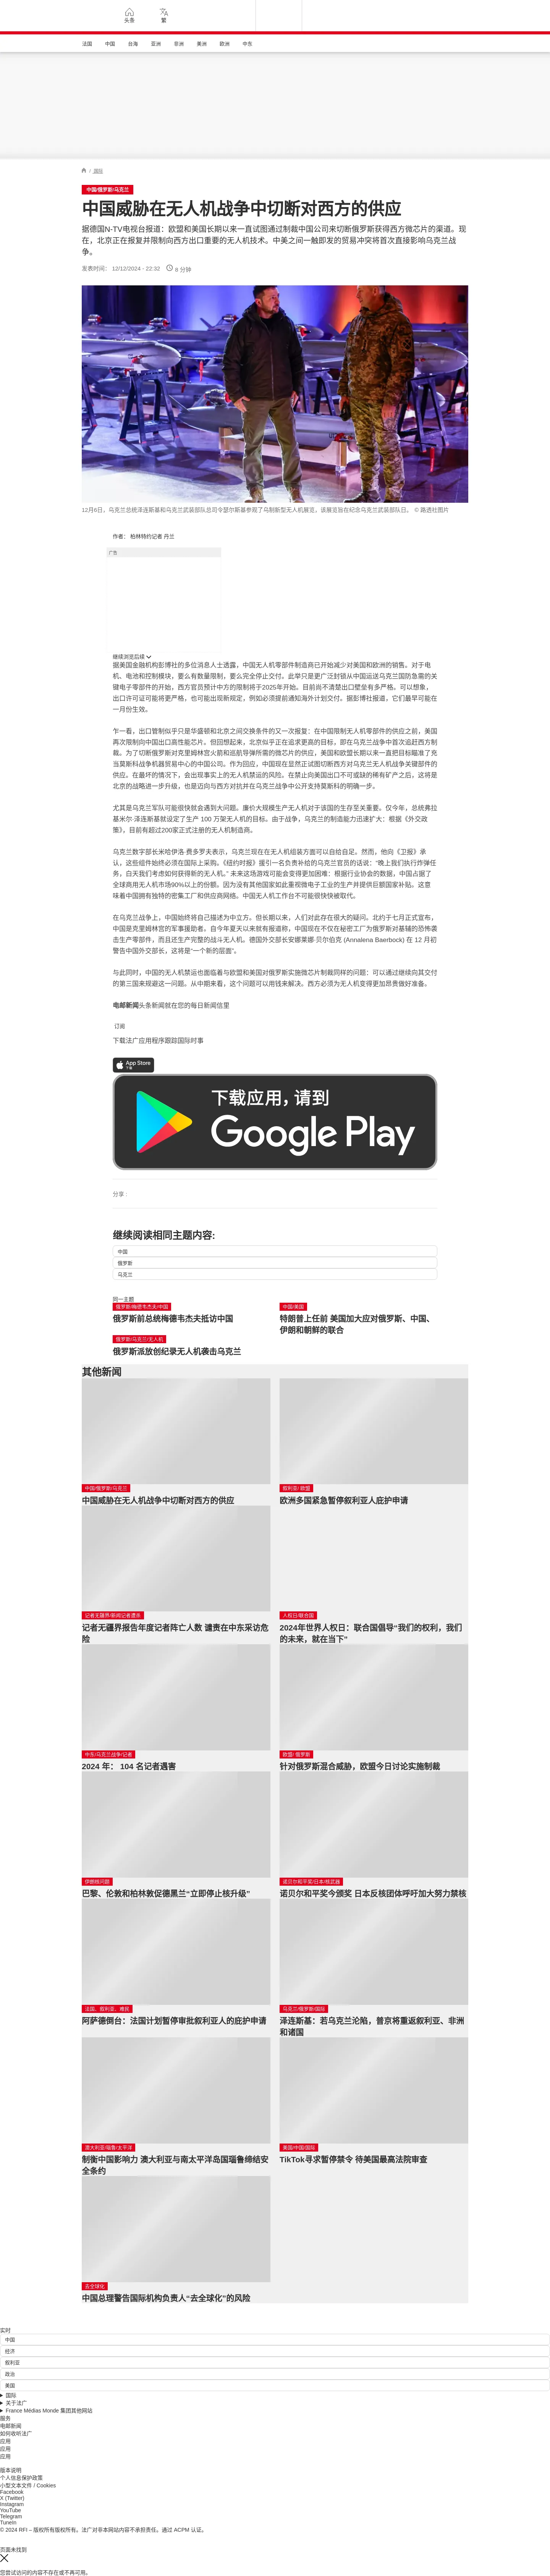 头条
繁
法国
中国
台海
亚洲
非洲
美洲
欧洲
中东
/ 国际
中国/俄罗斯/乌克兰
中国威胁在无人机战争中切断对西方的供应
据德国N-TV电视台报道：欧盟和美国长期以来一直试图通过制裁中国公司来切断俄罗斯获得西方微芯片的渠道。现
在，北京正在报复并限制向西方出口重要的无人机技术。中美之间一触即发的贸易冲突将首次直接影响乌克兰战
争。
发表时间： 12/12/2024 - 22:32
6 分钟
12月6日，乌克兰总统泽连斯基和乌克兰武装部队总司令瑟尔斯基参观了乌制新型无人机展览，该展览旨在纪念乌克兰武装部队日。 © 路透社图片
作者： 柏林特约记者 丹兰
广告
继续浏览后续
据美国金融机构彭博社的多位消息人士透露，中国无人机零部件制造商已开始减少对美国和欧洲的销售。对于电
机、电池和控制模块，要么有数量限制，要么完全停止交付。此举只是更广泛封锁从中国运送乌克兰国防急需的关
键电子零部件的开始，西方官员预计中方的限制将于2025年开始。目前尚不清楚出口壁垒有多严格。可以想象，
出口许可证可能将更严格，也可能出现新规定，例如必须提前通知海外计划交付。据彭博社报道，它们最早可能在
一月份生效。
乍一看，出口管制似乎只是华盛顿和北京之间交换条件的又一次报复：在中国限制无人机零部件的供应之前，美国
再次限制向中国出口高性能芯片。但回想起来，北京似乎正在追求更高的目标，即在乌克兰战争中首次追赶西方制
裁。为了切断俄罗斯对克里姆林宫火箭和巡航导弹所需的微芯片的供应，美国和欧盟长期以来一直把目标瞄准了充
当莫斯科战争机器贸易中心的中国公司。作为回应，中国现在显然正试图切断西方对乌克兰无人机战争关键部件的
供应。在最坏的情况下，会出现事实上的无人机禁运的风险。在禁止向美国出口不可或缺的稀有矿产之后，这将是
北京的战略进一步升级，也是迈向与西方对抗并在乌克兰战争中公开支持莫斯科的明确一步。
尤其是乌克兰军队可能很快就会遇到大问题。廉价大规模生产无人机对于该国的生存至关重要。仅今年，总统弗拉
基米尔·泽连斯基就设定了生产 100 万架无人机的目标。由于战争，乌克兰的制造能力迅速扩大：根据《外交政
策》，目前有超过200家正式注册的无人机制造商。
乌克兰数字部长米哈伊洛·费多罗夫表示，乌克兰现在在无人机组装方面可以自给自足。然而，他向《卫报》承
认，这些组件始终必须在国际上采购。《纽约时报》援引一名负责补给的乌克兰官员的话说：“晚上我们执行炸弹任
务，白天我们考虑如何获得新的无人机。” 未来这场游戏可能会变得更加困难：根据行业协会的数据，中国占据了
全球商用无人机市场90%以上的份额。因为没有其他国家如此重视微电子工业的生产并提供巨额国家补贴。这意
味着中国拥有独特的密集工厂和供应商网络。中国无人机工作台不可能很快快被取代。
在乌克兰战争上，中国始终将自己描述为中立方。但长期以来，人们对此存在很大的疑问。北约于七月正式宣布，
中国是克里姆林宫的军事援助者。自今年夏天以来就有报道称，中国现在不仅在秘密工厂为俄罗斯对基辅的恐怖袭
击生产零部件，而且还生产完整的战斗无人机。德国外交部长安娜莱娜·贝尔伯克 (Annalena Baerbock) 在 12 月初
警告中国外交部长，这将是“一个新的层面”。
与此同时，中国的无人机禁运也面临着与欧盟和美国对俄罗斯实施微芯片制裁同样的问题：可以通过继续向其交付
的第三国来规避这一问题。从中期来看，这个问题可以用钱来解决。西方必须为无人机变得更加昂贵做好准备。
电邮新闻头条新闻就在您的每日新闻信里
订阅
下载法广应用程序跟踪国际时事
App Store
下载
下载应用，请到
Google Play
分享 :
继续阅读相同主题内容:
中国
俄罗斯
乌克兰
同一主题
俄罗斯/梅德韦杰夫/中国
俄罗斯前总统梅德韦杰夫抵访中国
中国/美国
特朗普上任前 美国加大应对俄罗斯、中国、
伊朗和朝鲜的联合
俄罗斯/乌克兰/无人机
俄罗斯派放创纪录无人机袭击乌克兰
其他新闻
中国/俄罗斯/乌克兰
中国威胁在无人机战争中切断对西方的供应
叙利亚/ 欧盟
欧洲多国紧急暂停叙利亚人庇护申请
记者无疆界/新闻记者遭杀
记者无疆界报告年度记者阵亡人数 谴责在中东采访危
险
人权日/联合国
2024年世界人权日：联合国倡导“我们的权利，我们
的未来，就在当下”
中东/乌克兰战争/记者
2024 年： 104 名记者遇害
欧盟/ 俄罗斯
针对俄罗斯混合威胁，欧盟今日讨论实施制裁
伊朗核问题
巴黎、伦敦和柏林敦促德黑兰“立即停止核升级”
诺贝尔和平奖/日本/核武器
诺贝尔和平奖今颁奖 日本反核团体呼吁加大努力禁核
法国、叙利亚、难民
阿萨德倒台：法国计划暂停审批叙利亚人的庇护申请
乌克兰/俄罗斯/国际
泽连斯基：若乌克兰沦陷，普京将重返叙利亚、非洲
和诸国
澳大利亚/瑙鲁/太平洋
制衡中国影响力 澳大利亚与南太平洋岛国瑙鲁缔结安
全条约
美国/中国/国际
TikTok寻求暂停禁令 待美国最高法院审查
去全球化
中国总理警告国际机构负责人“去全球化”的风险
实时
中国
经济
叙利亚
政治
美国
国际
关于法广
France Médias Monde 集团其他网站
服务
电邮新闻
如何收听法广
应用
应用
应用
版本说明
个人信息保护政策
小型文本文件 / Cookies
Facebook
X (Twitter)
Instagram
YouTube
Telegram
TuneIn
© 2024 RFI – 版权所有版权所有。法广对非本网站内容不承担责任。通过 ACPM 认证。
页面未找到
您尝试访问的内容不存在或不再可用。